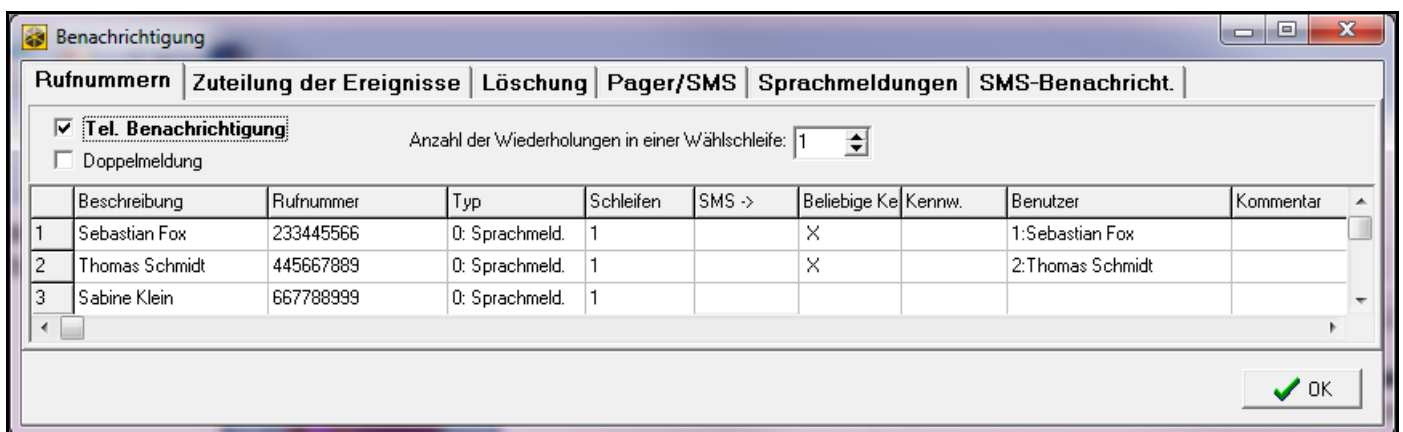 Benachrichtigung
Rufnummern Zuteilung der Ereignisse Löschung Pager/SMS Sprachmeldungen SMS-Benachricht.
Tel. Benachrichtigung
Anzahl der Wiederholungen in einer Wählschleife: 1
Doppelmeldung
Beschreibung Rufnummer Typ Schleifen SMS -> Beliebige Ke Kennw. Benutzer Kommentar
1 Sebastian Fox 233445566 0: Sprachmeld. 1 X 1:Sebastian Fox
2 Thomas Schmidt 445667889 0: Sprachmeld. 1 X 2:Thomas Schmidt
3 Sabine Klein 667788999 0: Sprachmeld. 1
OK